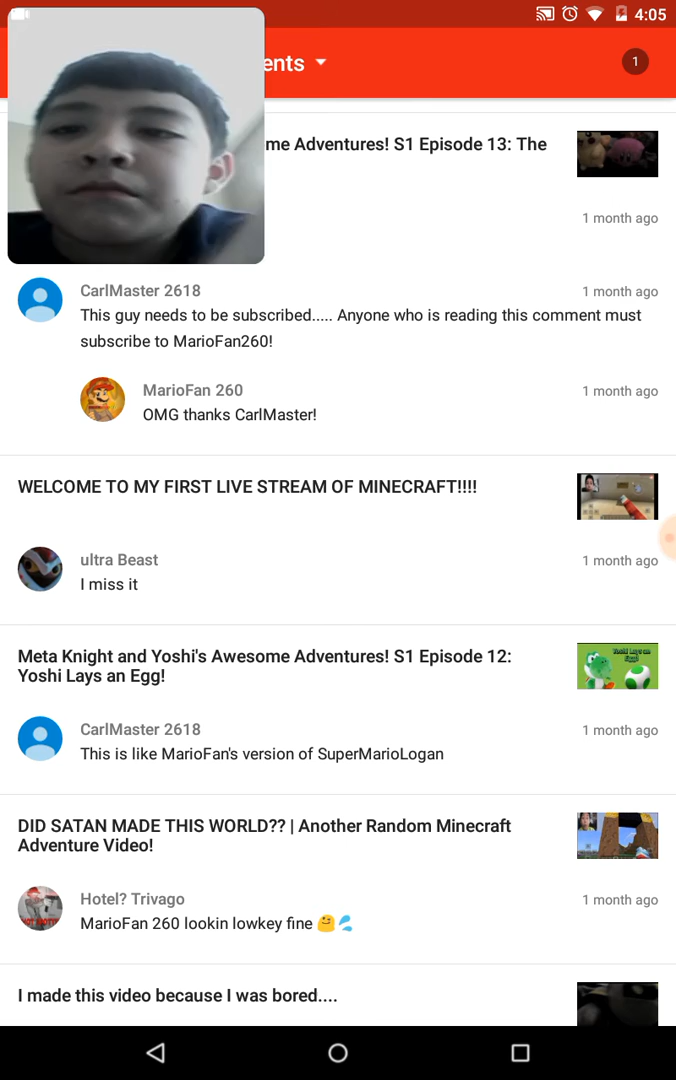 4:05
ents
1
me Adventures! S1 Episode 13: The
1 month ago
CarlMaster 2618
1 month ago
This guy needs to be subscribed..... Anyone who is reading this comment must
subscribe to MarioFan260!
MarioFan 260
1 month ago
OMG thanks CarlMaster!
WELCOME TO MY FIRST LIVE STREAM OF MINECRAFT!!!!
ultra Beast
1 month ago
I miss it
Meta Knight and Yoshi's Awesome Adventures! S1 Episode 12:
Yoshi Lays an Egg!
Yoshi Lays an
Egg!
CarlMaster 2618
1 month ago
This is like MarioFan's version of SuperMarioLogan
DID SATAN MADE THIS WORLD?? | Another Random Minecraft
Adventure Video!
Hotel? Trivago
1 month ago
MarioFan 260 lookin lowkey fine 😋💦
I made this video because I was bored....